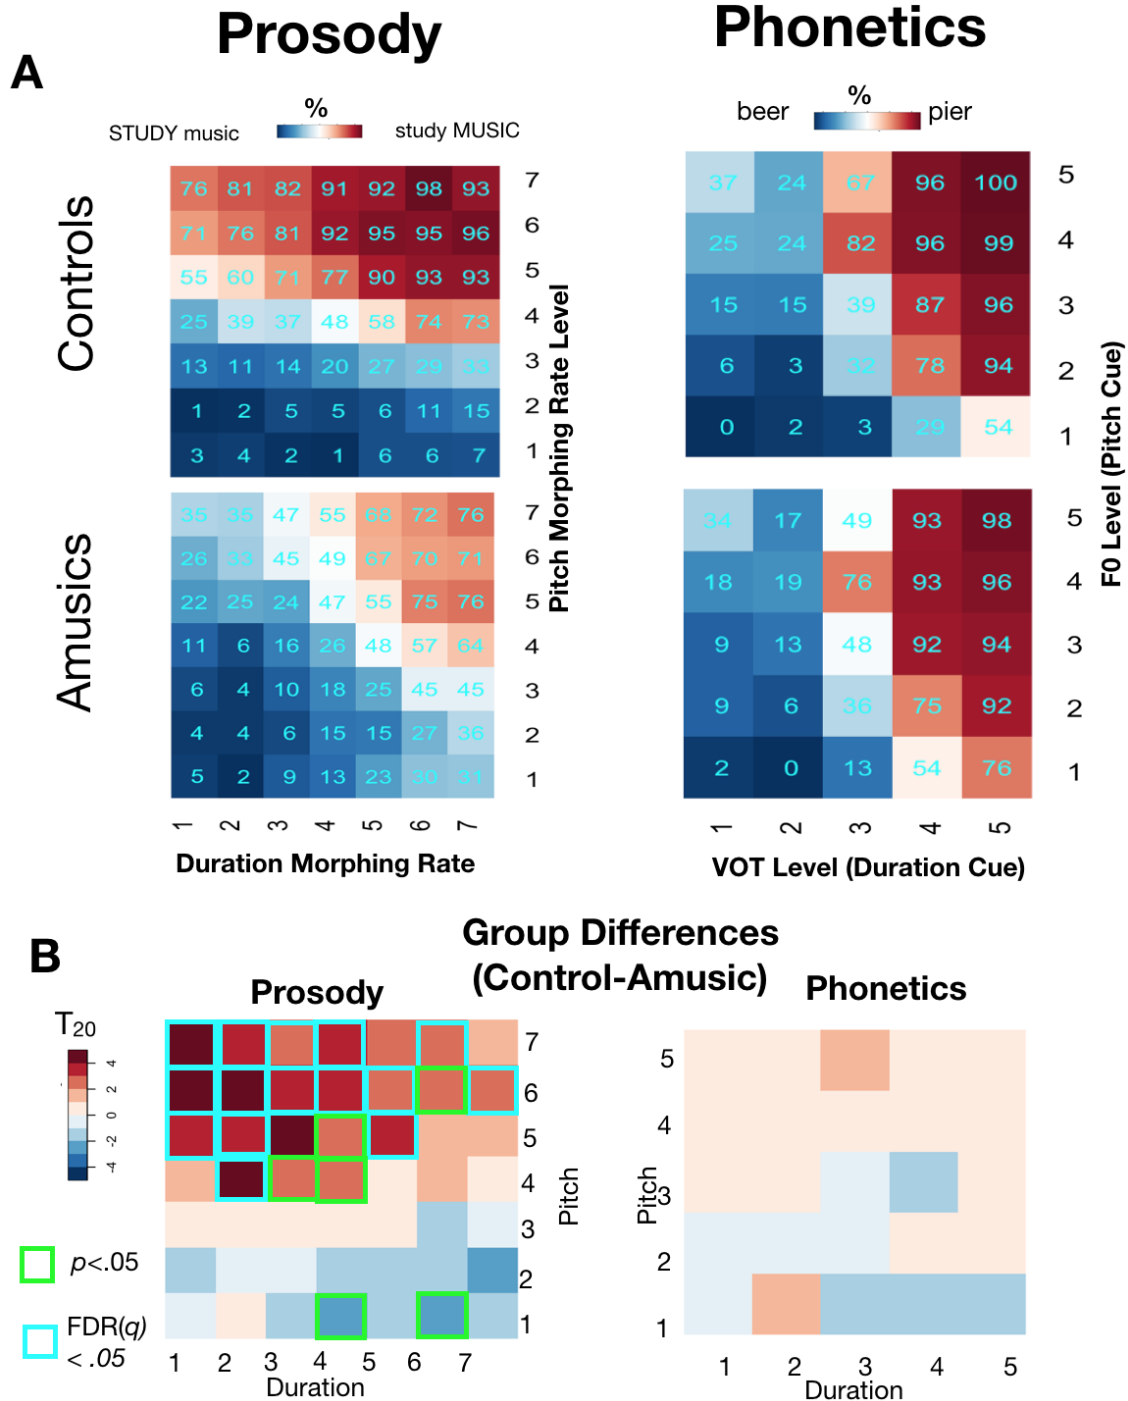 Prosody
Phonetics
A
%
STUDY music
study MUSIC
%
beer
pier
Controls
76 81 82 91 92 98 93 7
71 76 81 92 95 95 96 6
55 60 71 77 90 93 93 5
25 39 37 48 58 74 73 4
13 11 14 20 27 29 33 3
1 2 5 5 6 11 15 2
3 4 2 1 6 6 7 1
37 24 67 96 100 5
25 24 82 96 99 4
15 15 39 87 96 3
6 3 32 78 94 2
0 2 3 29 54 1
Pitch Morphing Rate Level
F0 Level (Pitch Cue)
Amusics
35 35 47 55 68 72 76 7
26 33 45 49 67 70 71 6
22 25 24 47 55 75 76 5
11 6 16 26 48 57 64 4
6 4 10 18 25 45 45 3
4 4 6 15 15 27 36 2
5 2 9 13 23 30 31 1
34 17 49 93 98 5
18 19 76 93 96 4
9 13 48 92 94 3
9 6 36 75 92 2
2 0 13 54 76 1
1 2 3 4 5 6 7
Duration Morphing Rate
1 2 3 4 5
VOT Level (Duration Cue)
B
Group Differences
(Control-Amusic)
Prosody
Phonetics
T20
4
2
0
-2
-4
7
6
5
4
3
2
1
Pitch
p<.05
FDR(q)
< .05
1 2 3 4 5 6 7
Duration
5
4
3
2
1
Pitch
1 2 3 4 5
Duration